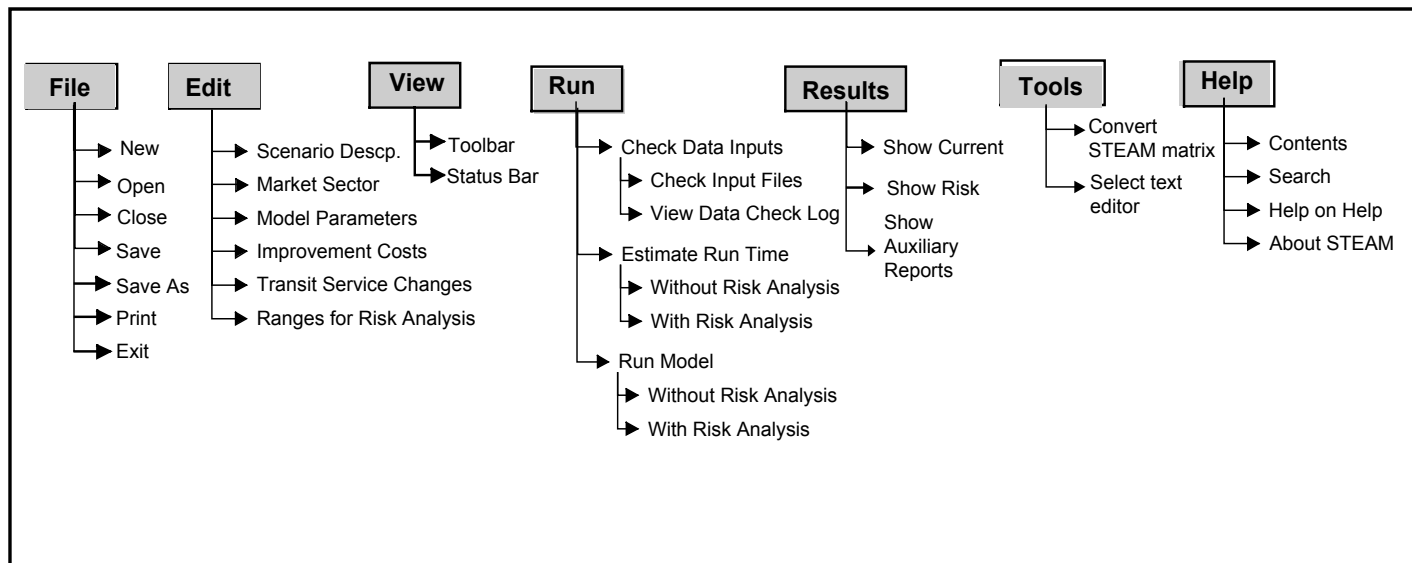 File
New
Open
Close
Save
Save As
Print
Exit
Edit
Scenario Descp.
Market Sector
Model Parameters
Improvement Costs
Transit Service Changes
Ranges for Risk Analysis
View
Toolbar
Status Bar
Run
Check Data Inputs
Check Input Files
View Data Check Log
Estimate Run Time
Without Risk Analysis
With Risk Analysis
Run Model
Without Risk Analysis
With Risk Analysis
Results
Show Current
Show Risk
Show
Auxiliary
Reports
Tools
Convert
STEAM matrix
Select text
editor
Help
Contents
Search
Help on Help
About STEAM